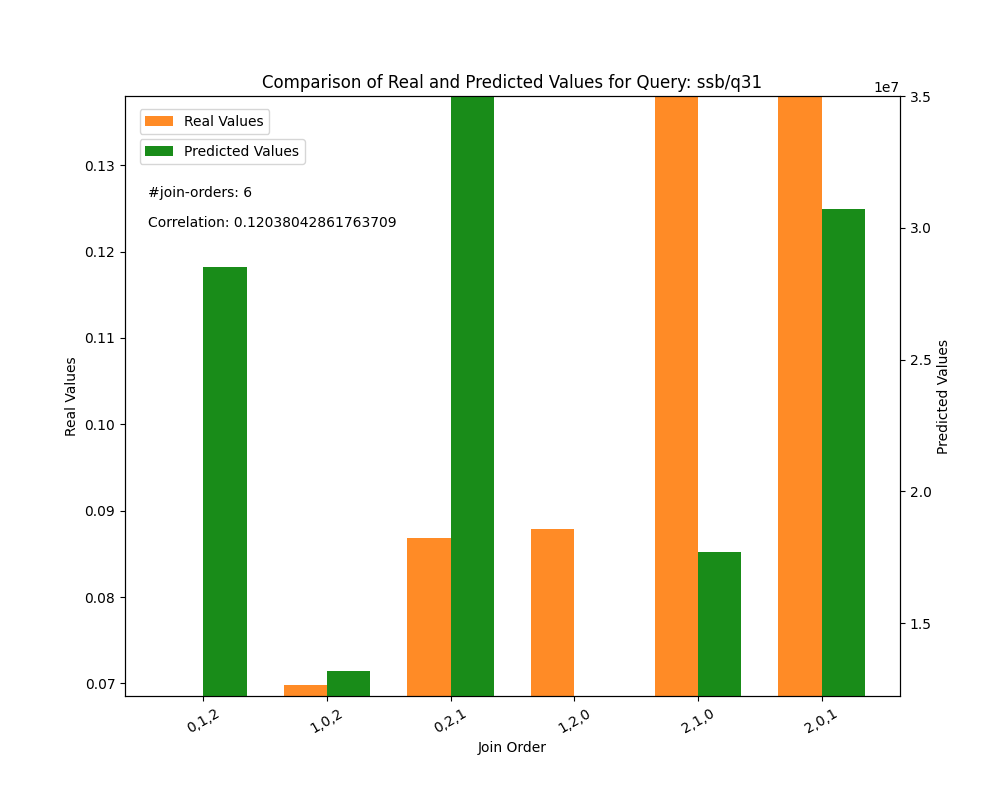 Comparison of Real and Predicted Values for Query: ssb/q31
1e7
Real Values
Predicted Values
#join-orders: 6
Correlation: 0.12038042861763709
0.13
0.12
0.11
0.10
0.09
0.08
0.07
Real Values
3.5
3.0
2.5
2.0
1.5
Predicted Values
0,1,2
1,0,2
0,2,1
1,2,0
2,1,0
2,0,1
Join Order